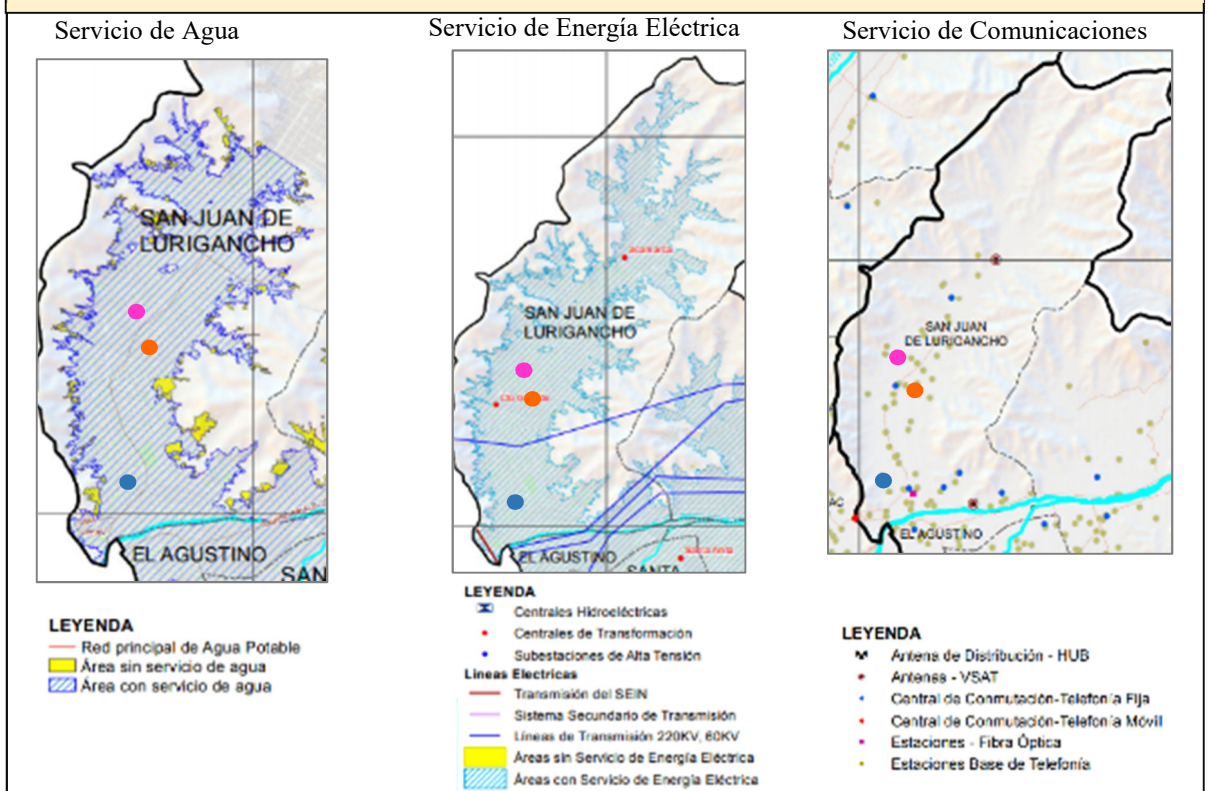 Servicio de Agua
SAN JUAN DE
LURIGANCHO
EL AGUSTINO
SAN
LEYENDA
Red principal de Agua Potable
Área sin servicio de agua
Área con servicio de agua
Servicio de Energía Eléctrica
SAN JUAN DE
LURIGANCHO
EL AGUSTINO
SANTA
LEYENDA
Centrales Hidroeléctricas
Centrales de Transformación
Subestaciones de Alta Tensión
Líneas Electricas
Transmisión del SEIN
Sistema Secundario de Transmisión
Líneas de Transmisión 220KV, 60KV
Áreas sin Servicio de Energía Eléctrica
Áreas con Servicio de Energía Eléctrica
Servicio de Comunicaciones
SAN JUAN
DE LURIGANCHO
AC
EL AGUSTINO
LEYENDA
Antena de Distribución - HUB
Antenas - VSAT
Central de Conmutación-Telefonía Fija
Central de Conmutación-Telefonía Móvil
Estaciones - Fibra Óptica
Estaciones Base de Telefonía